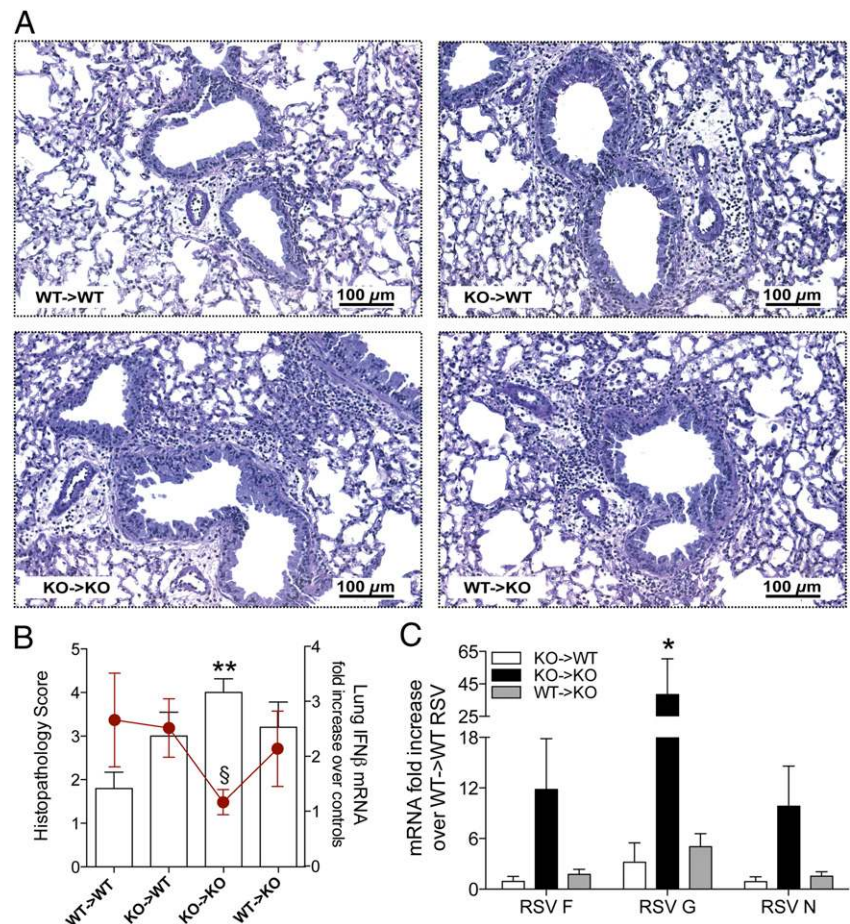 A
WT->WT
100 µm
KO->WT
100 µm
KO->KO
100 µm
WT->KO
100 µm
B
Histopathology Score
5
4
3
2
1
0
**
§
4
3
2
1
0
Lung IFNβ mRNA
fold increase over controls
WT->WT
KO->WT
KO->KO
WT->KO
C
mRNA fold increase
over WT->WT RSV
65
45
25
18
12
6
0
KO->WT
KO->KO
WT->KO
*
RSV F
RSV G
RSV N